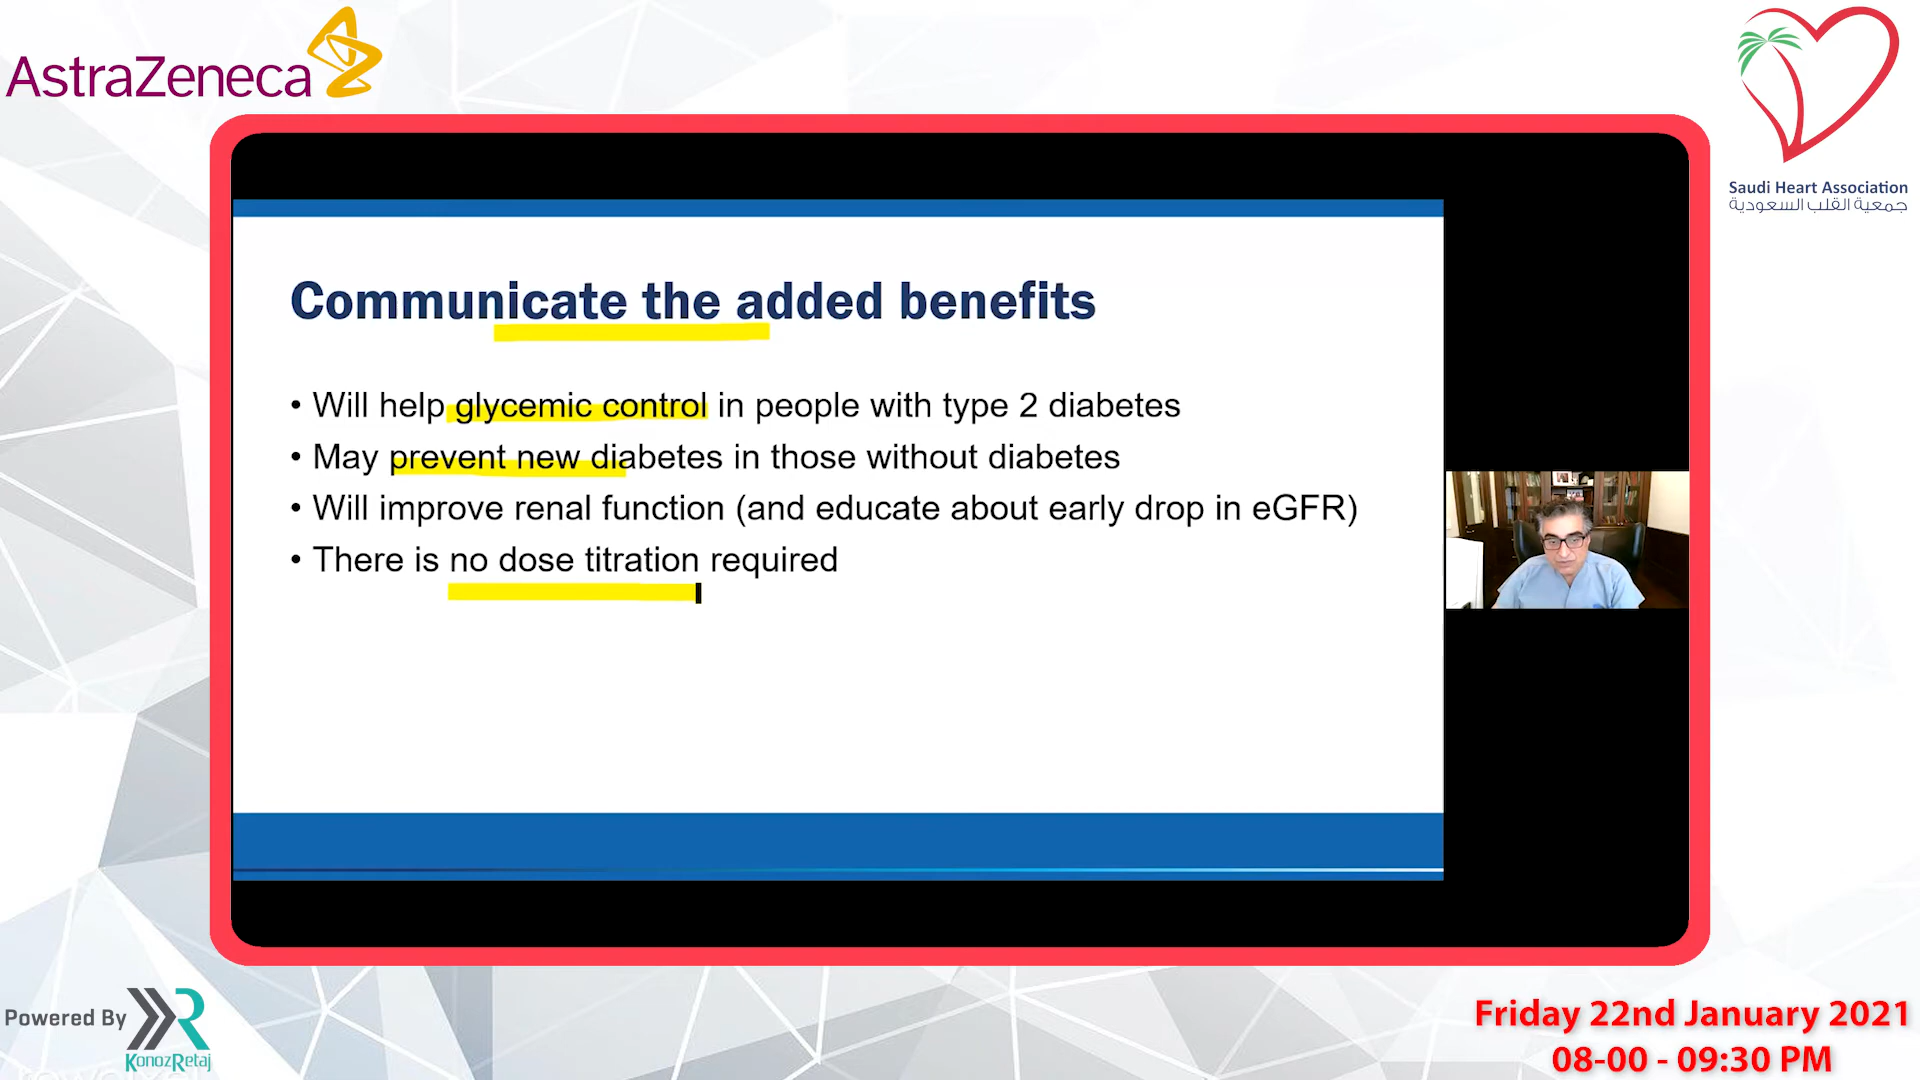 AstraZeneca
Saudi Heart Association
جمعية القلب السعودية
Communicate the added benefits
• Will help glycemic control in people with type 2 diabetes
• May prevent new diabetes in those without diabetes
• Will improve renal function (and educate about early drop in eGFR)
• There is no dose titration required
Powered By
KonozRetaj
Friday 22nd January 2021
08-00 - 09:30 PM